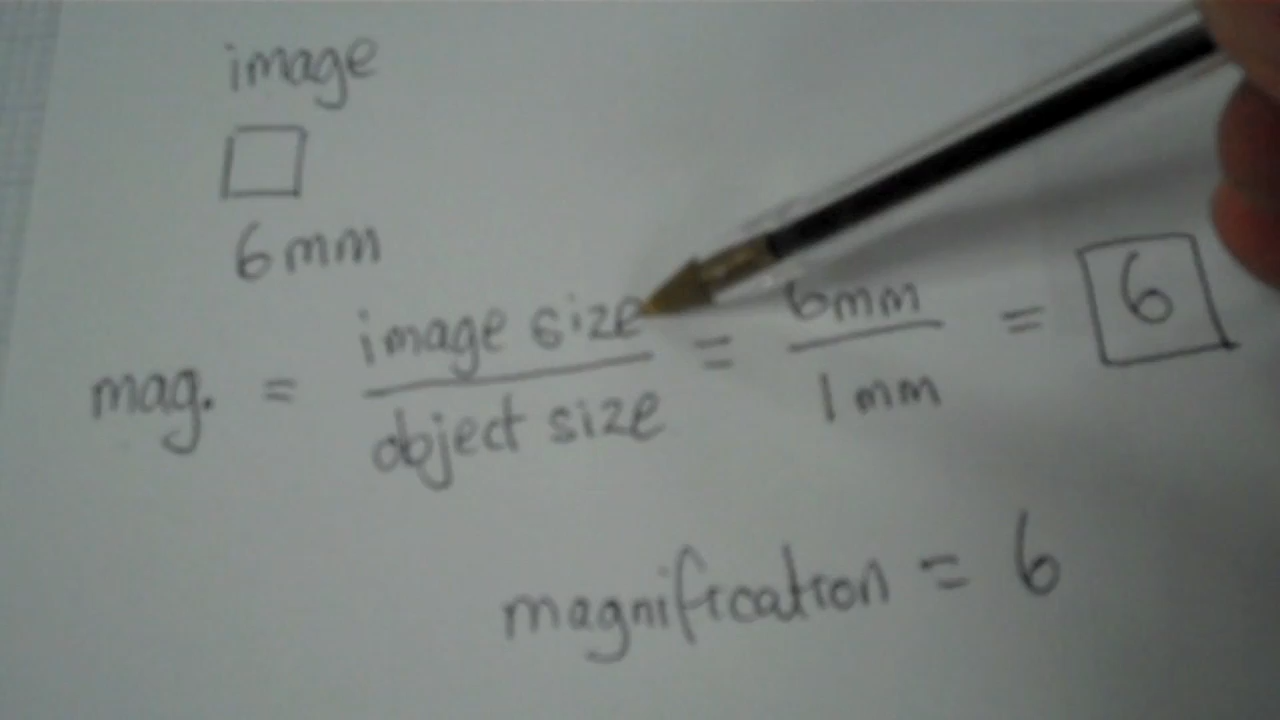 image
6mm
mag. = image size / object size = 6mm / 1mm = 6
magnification = 6